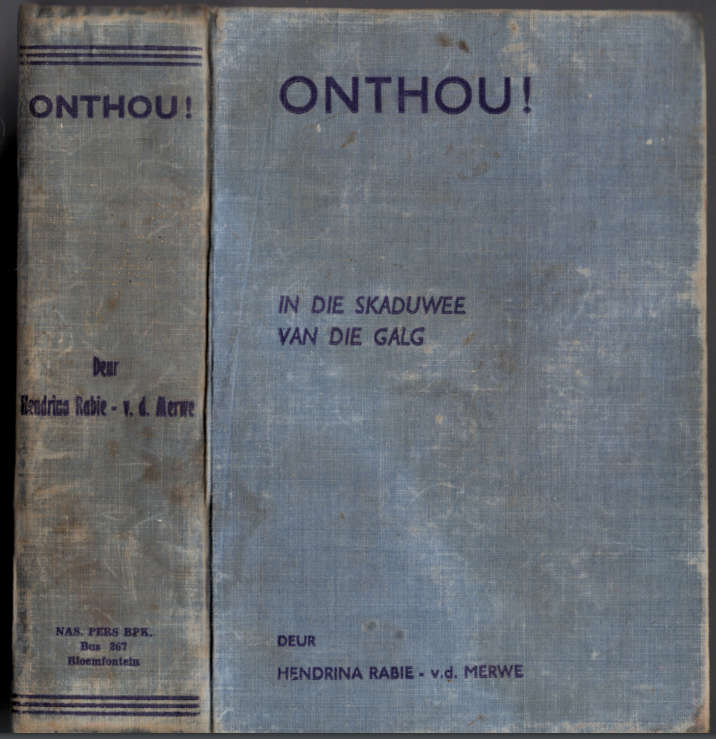 ONTHOU!
Deur
Hendrina Rabie - v. d. Merwe
NAS. PERS BPK.
Bus 267
Bloemfontein
ONTHOU!
IN DIE SKADUWEE
VAN DIE GALG
DEUR
HENDRINA RABIE - v.d. MERWE